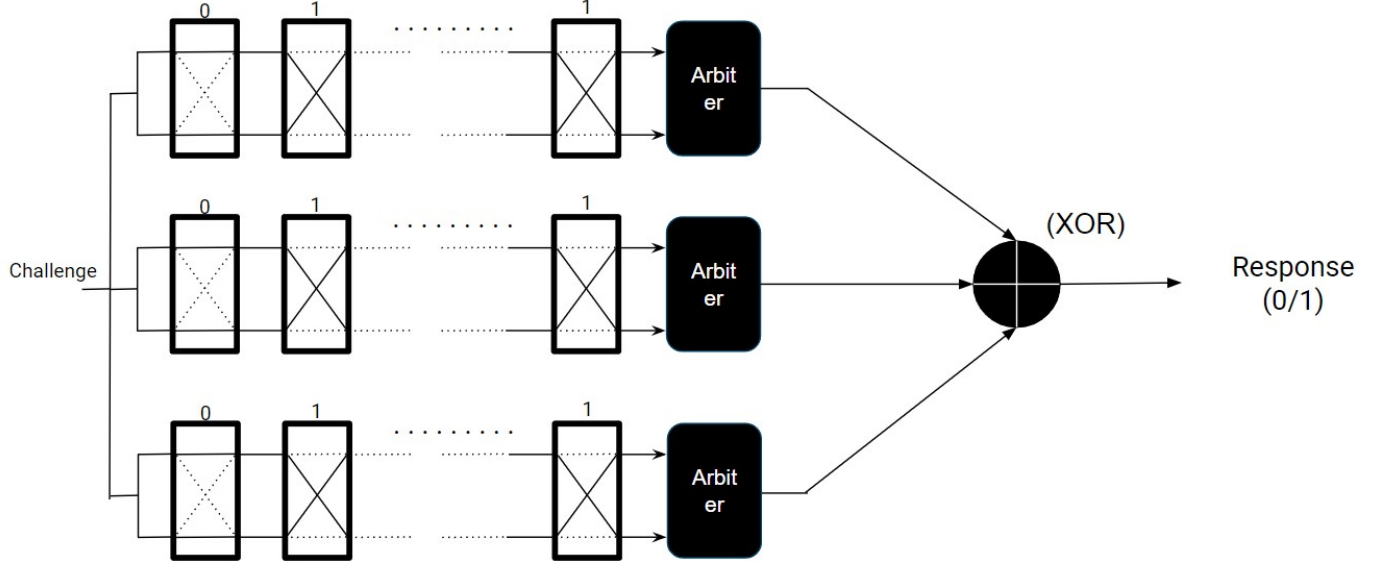 0 1 1
Arbit
er
(XOR)
0 1 1
Challenge
Arbit
er
Response
(0/1)
0 1 1
Arbit
er